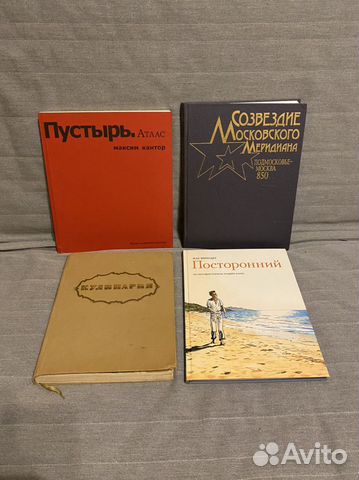 Пустырь. Атлас
максим кантор
Созвездие
Московского
Меридиана
Подмосковье-
Москва
850
КУЛИНАРИЯ
Посторонний
Avito